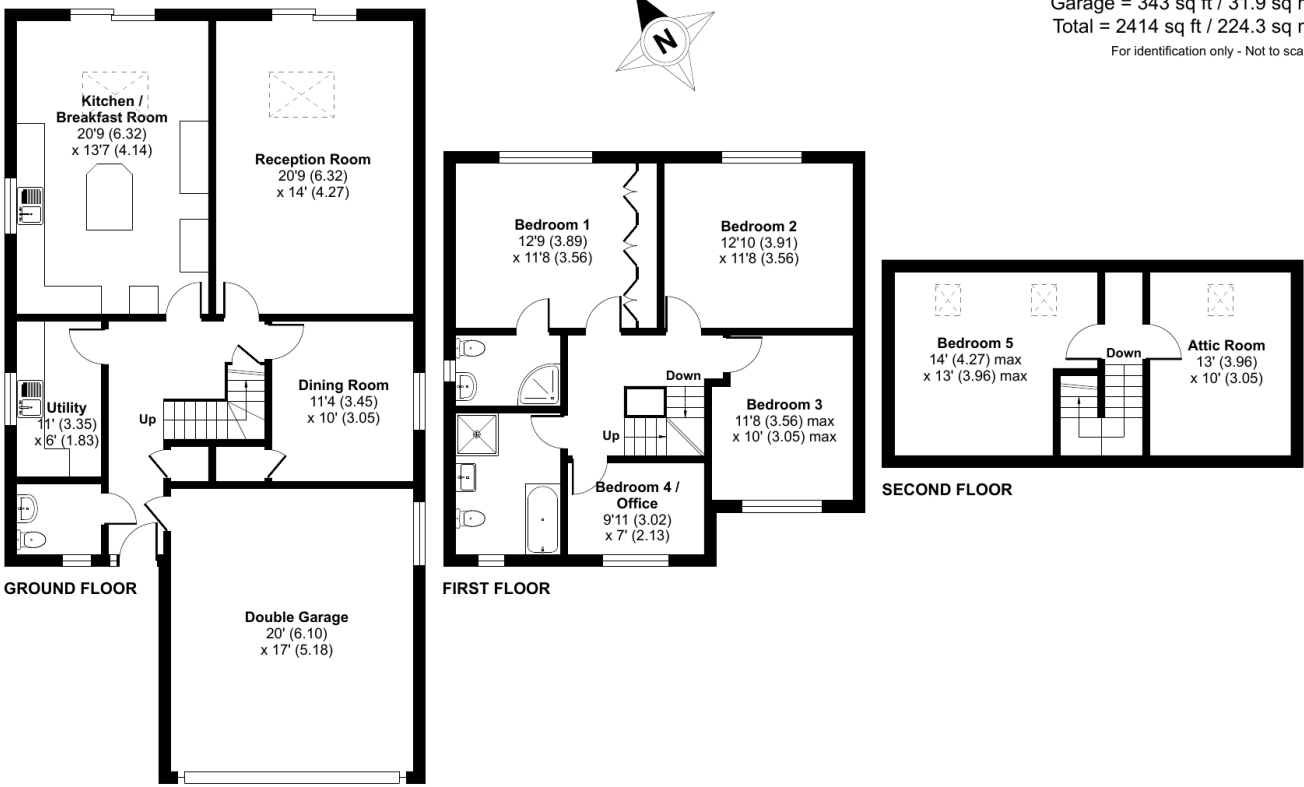 Garage = 343 sq ft / 31.9 sq
Total = 2414 sq ft / 224.3 sq
For identification only - Not to
N
Kitchen /
Breakfast Room
20'9 (6.32)
x 13'7 (4.14)
Reception Room
20'9 (6.32)
x 14' (4.27)
Utility
11' (3.35)
x 6' (1.83)
Up
Dining Room
11'4 (3.45)
x 10' (3.05)
Double Garage
20' (6.10)
x 17' (5.18)
GROUND FLOOR
Bedroom 1
12'9 (3.89)
x 11'8 (3.56)
Bedroom 2
12'10 (3.91)
x 11'8 (3.56)
Down
Up
Bedroom 3
11'8 (3.56) max
x 10' (3.05) max
Bedroom 4 /
Office
9'11 (3.02)
x 7' (2.13)
FIRST FLOOR
Bedroom 5
14' (4.27) max
x 13' (3.96) max
Down
Attic Room
13' (3.96)
x 10' (3.05)
SECOND FLOOR